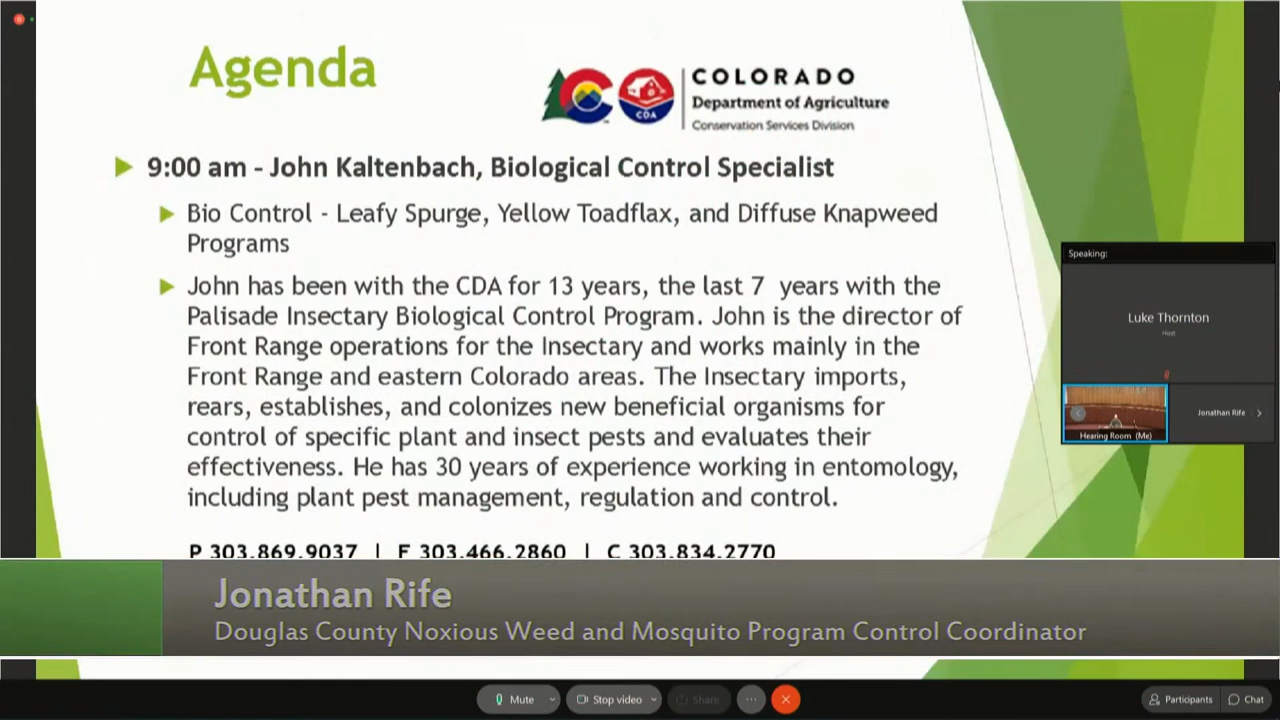 Agenda
COLORADO
Department of Agriculture
Conservation Services Division
CDA
9:00 am - John Kaltenbach, Biological Control Specialist
Bio Control - Leafy Spurge, Yellow Toadflax, and Diffuse Knapweed
Programs
John has been with the CDA for 13 years, the last 7 years with the
Palisade Insectary Biological Control Program. John is the director of
Front Range operations for the Insectary and works mainly in the
Front Range and eastern Colorado areas. The Insectary imports,
rears, establishes, and colonizes new beneficial organisms for
control of specific plant and insect pests and evaluates their
effectiveness. He has 30 years of experience working in entomology,
including plant pest management, regulation and control.
P 303.869.9037 | F 303.466.2860 | C 303.834.2770
Speaking:
Luke Thornton
Host
Hearing Room (Me)
Jonathan Rife
Jonathan Rife
Douglas County Noxious Weed and Mosquito Program Control Coordinator
Mute
Stop video
Share
Participants
Chat